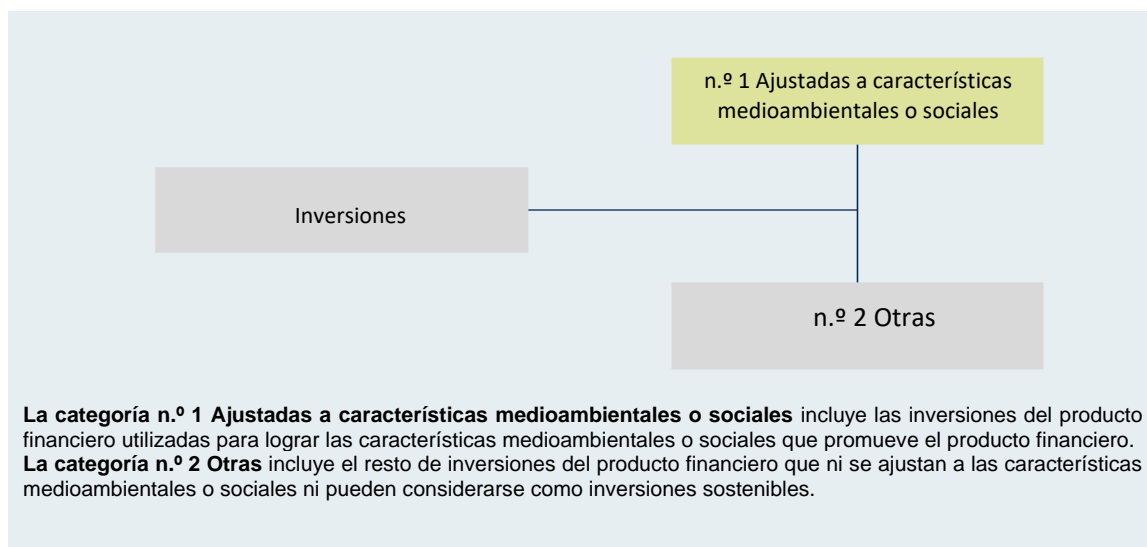 n.º 1 Ajustadas a características
medioambientales o sociales
Inversiones
n.º 2 Otras
La categoría n.º 1 Ajustadas a características medioambientales o sociales incluye las inversiones del producto
financiero utilizadas para lograr las características medioambientales o sociales que promueve el producto financiero.
La categoría n.º 2 Otras incluye el resto de inversiones del producto financiero que ni se ajustan a las características
medioambientales o sociales ni pueden considerarse como inversiones sostenibles.